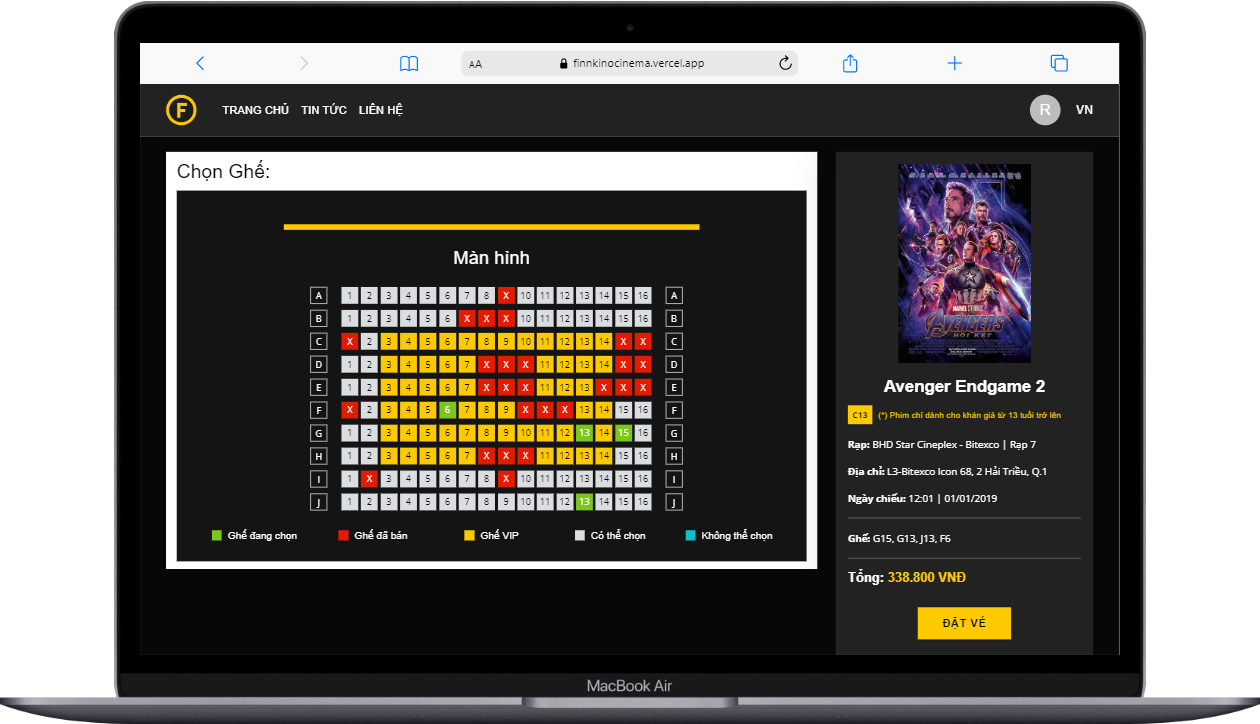 AA finnkinocinema.vercel.app
F TRANG CHỦ TIN TỨC LIÊN HỆ R VN
Chọn Ghế:
Màn hình
A 1 2 3 4 5 6 7 8 X 10 11 12 13 14 15 16 A
B 1 2 3 4 5 6 X X X 10 11 12 13 14 15 16 B
C X 2 3 4 5 6 7 8 9 10 11 12 13 14 X X C
D 1 2 3 4 5 6 7 X X X 11 12 13 14 X X D
E 1 2 3 4 5 6 7 X X X 11 12 13 X X X E
F X 2 3 4 5 6 7 8 9 X X X 13 14 15 16 F
G 1 2 3 4 5 6 7 8 9 10 11 12 13 14 15 16 G
H 1 2 3 4 5 6 7 X X X 11 12 13 14 15 16 H
I 1 X 3 4 5 6 7 8 X 10 11 12 13 14 15 16 I
J 1 2 3 4 5 6 7 8 9 10 11 12 13 14 15 16 J
Ghế đang chọn Ghế đã bán Ghế VIP Có thể chọn Không thể chọn
MARVEL STUDIOS
AVENGERS
HỒI KẾT
Avenger Endgame 2
C13 (*) Phim chỉ dành cho khán giả từ 13 tuổi trở lên
Rạp: BHD Star Cineplex - Bitexco | Rạp 7
Địa chỉ: L3-Bitexco Icon 68, 2 Hải Triều, Q.1
Ngày chiếu: 12:01 | 01/01/2019
Ghế: G15, G13, J13, F6
Tổng: 338.800 VNĐ
ĐẶT VÉ
MacBook Air